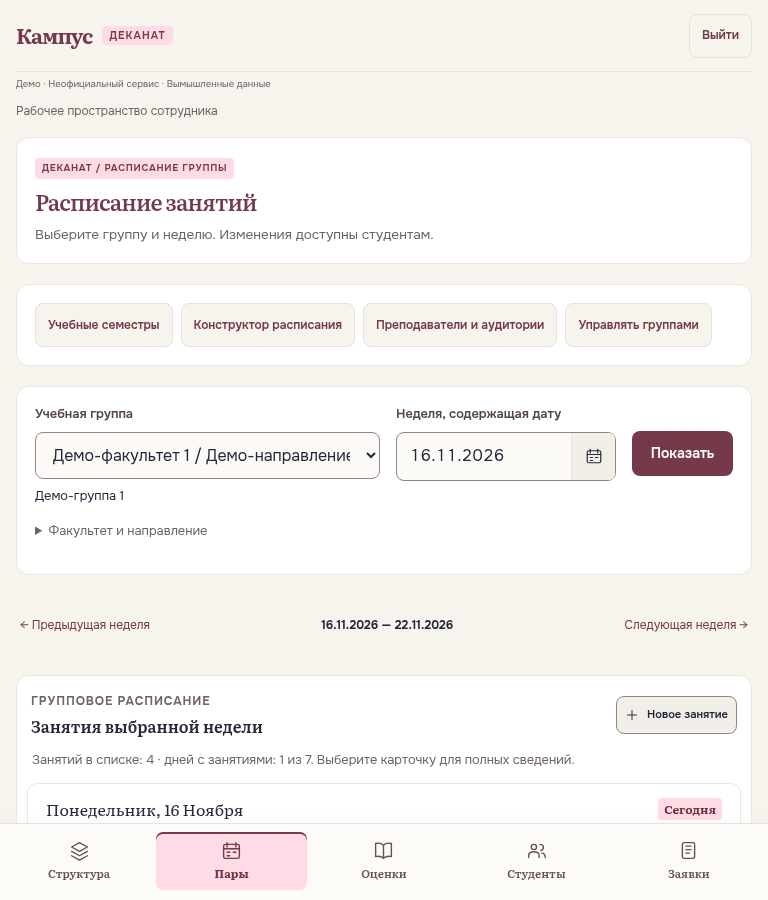 Кампус ДЕКАНАТ
Выйти
Демо · Неофициальный сервис · Вымышленные данные
Рабочее пространство сотрудника
ДЕКАНАТ / РАСПИСАНИЕ ГРУППЫ
Расписание занятий
Выберите группу и неделю. Изменения доступны студентам.
Учебные семестры
Конструктор расписания
Преподаватели и аудитории
Управлять группами
Учебная группа
Неделя, содержащая дату
Демо-факультет 1 / Демо-направление
16.11.2026
Показать
Демо-группа 1
Факультет и направление
← Предыдущая неделя
16.11.2026 — 22.11.2026
Следующая неделя →
ГРУППОВОЕ РАСПИСАНИЕ
Занятия выбранной недели
+ Новое занятие
Занятий в списке: 4 · дней с занятиями: 1 из 7. Выберите карточку для полных сведений.
Понедельник, 16 Ноября
Сегодня
Структура
Пары
Оценки
Студенты
Заявки